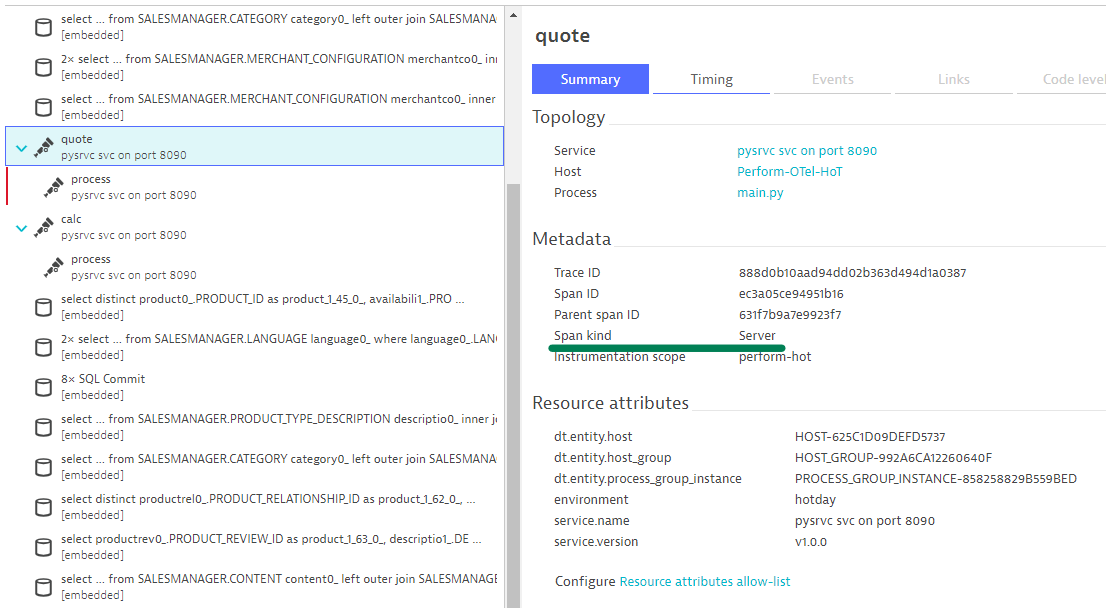 select ... from SALESMANAGER.CATEGORY category0_ left outer join SALESMANA
[embedded]
2× select ... from SALESMANAGER.MERCHANT_CONFIGURATION merchantco0_ inn
[embedded]
select ... from SALESMANAGER.MERCHANT_CONFIGURATION merchantco0_ inner
[embedded]
quote
pysrvc svc on port 8090
process
pysrvc svc on port 8090
calc
pysrvc svc on port 8090
process
pysrvc svc on port 8090
select distinct product0_.PRODUCT_ID as product_1_45_0_, availabili1_.PRO ...
[embedded]
2× select ... from SALESMANAGER.LANGUAGE language0_ where language0_.LAN
[embedded]
8× SQL Commit
[embedded]
select ... from SALESMANAGER.PRODUCT_TYPE_DESCRIPTION descriptio0_ inner jo
[embedded]
select ... from SALESMANAGER.CATEGORY category0_ left outer join SALESMANA
[embedded]
select distinct productrel0_.PRODUCT_RELATIONSHIP_ID as product_1_62_0_, ...
[embedded]
select productrev0_.PRODUCT_REVIEW_ID as product_1_63_0_, descriptio1_.DE ...
[embedded]
select ... from SALESMANAGER.CONTENT content0_ left outer join SALESMANAGE
[embedded]
quote
Summary Timing Events Links Code level
Topology
Service pysrvc svc on port 8090
Host Perform-OTel-HoT
Process main.py
Metadata
Trace ID 888d0b10aad94dd02b363d494d1a0387
Span ID ec3a05ce94951b16
Parent span ID 631f7b9a7e9923f7
Span kind Server
Instrumentation scope perform-hot
Resource attributes
dt.entity.host HOST-625C1D09DEFD5737
dt.entity.host_group HOST_GROUP-992A6CA12260640F
dt.entity.process_group_instance PROCESS_GROUP_INSTANCE-858258829B559BED
environment hotday
service.name pysrvc svc on port 8090
service.version v1.0.0
Configure Resource attributes allow-list